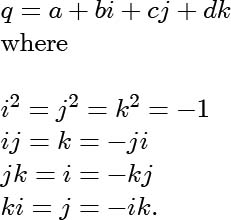 q = a + bi + cj + dk
where
i² = j² = k² = −1
ij = k = −ji
jk = i = −kj
ki = j = −ik.